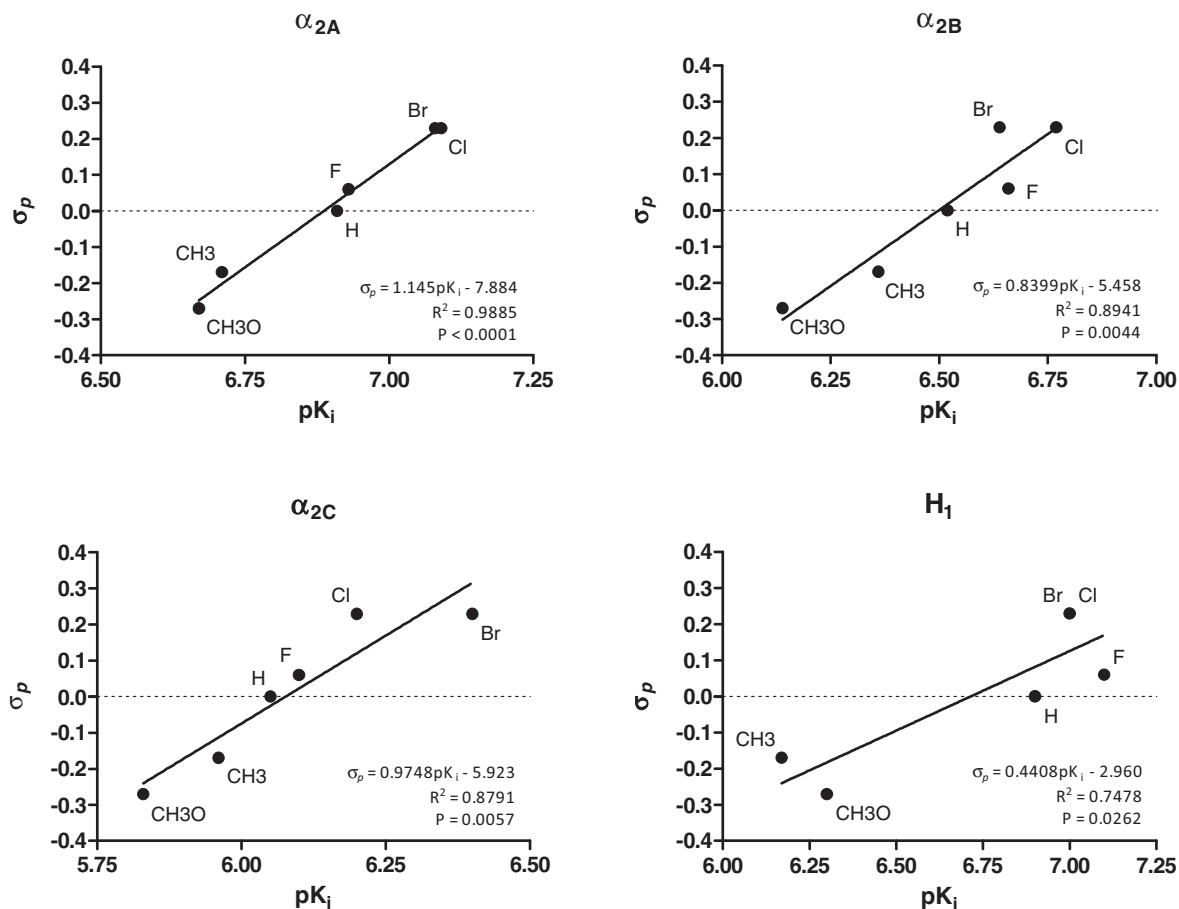 α2A
0.4
0.3
0.2
0.1
0.0
-0.1
-0.2
-0.3
-0.4
σp
Br
Cl
F
H
CH3
CH3O
σp = 1.145pKi - 7.884
R² = 0.9885
P < 0.0001
6.50 6.75 7.00 7.25
pKi
α2B
0.4
0.3
0.2
0.1
0.0
-0.1
-0.2
-0.3
-0.4
σp
Br
Cl
F
H
CH3
CH3O
σp = 0.8399pKi - 5.458
R² = 0.8941
P = 0.0044
6.00 6.25 6.50 6.75 7.00
pKi
α2C
0.4
0.3
0.2
0.1
0.0
-0.1
-0.2
-0.3
-0.4
σp
Cl
Br
F
H
CH3
CH3O
σp = 0.9748pKi - 5.923
R² = 0.8791
P = 0.0057
5.75 6.00 6.25 6.50
pKi
H1
0.4
0.3
0.2
0.1
0.0
-0.1
-0.2
-0.3
-0.4
σp
Br Cl
F
H
CH3
CH3O
σp = 0.4408pKi - 2.960
R² = 0.7478
P = 0.0262
6.00 6.25 6.50 6.75 7.00 7.25
pKi